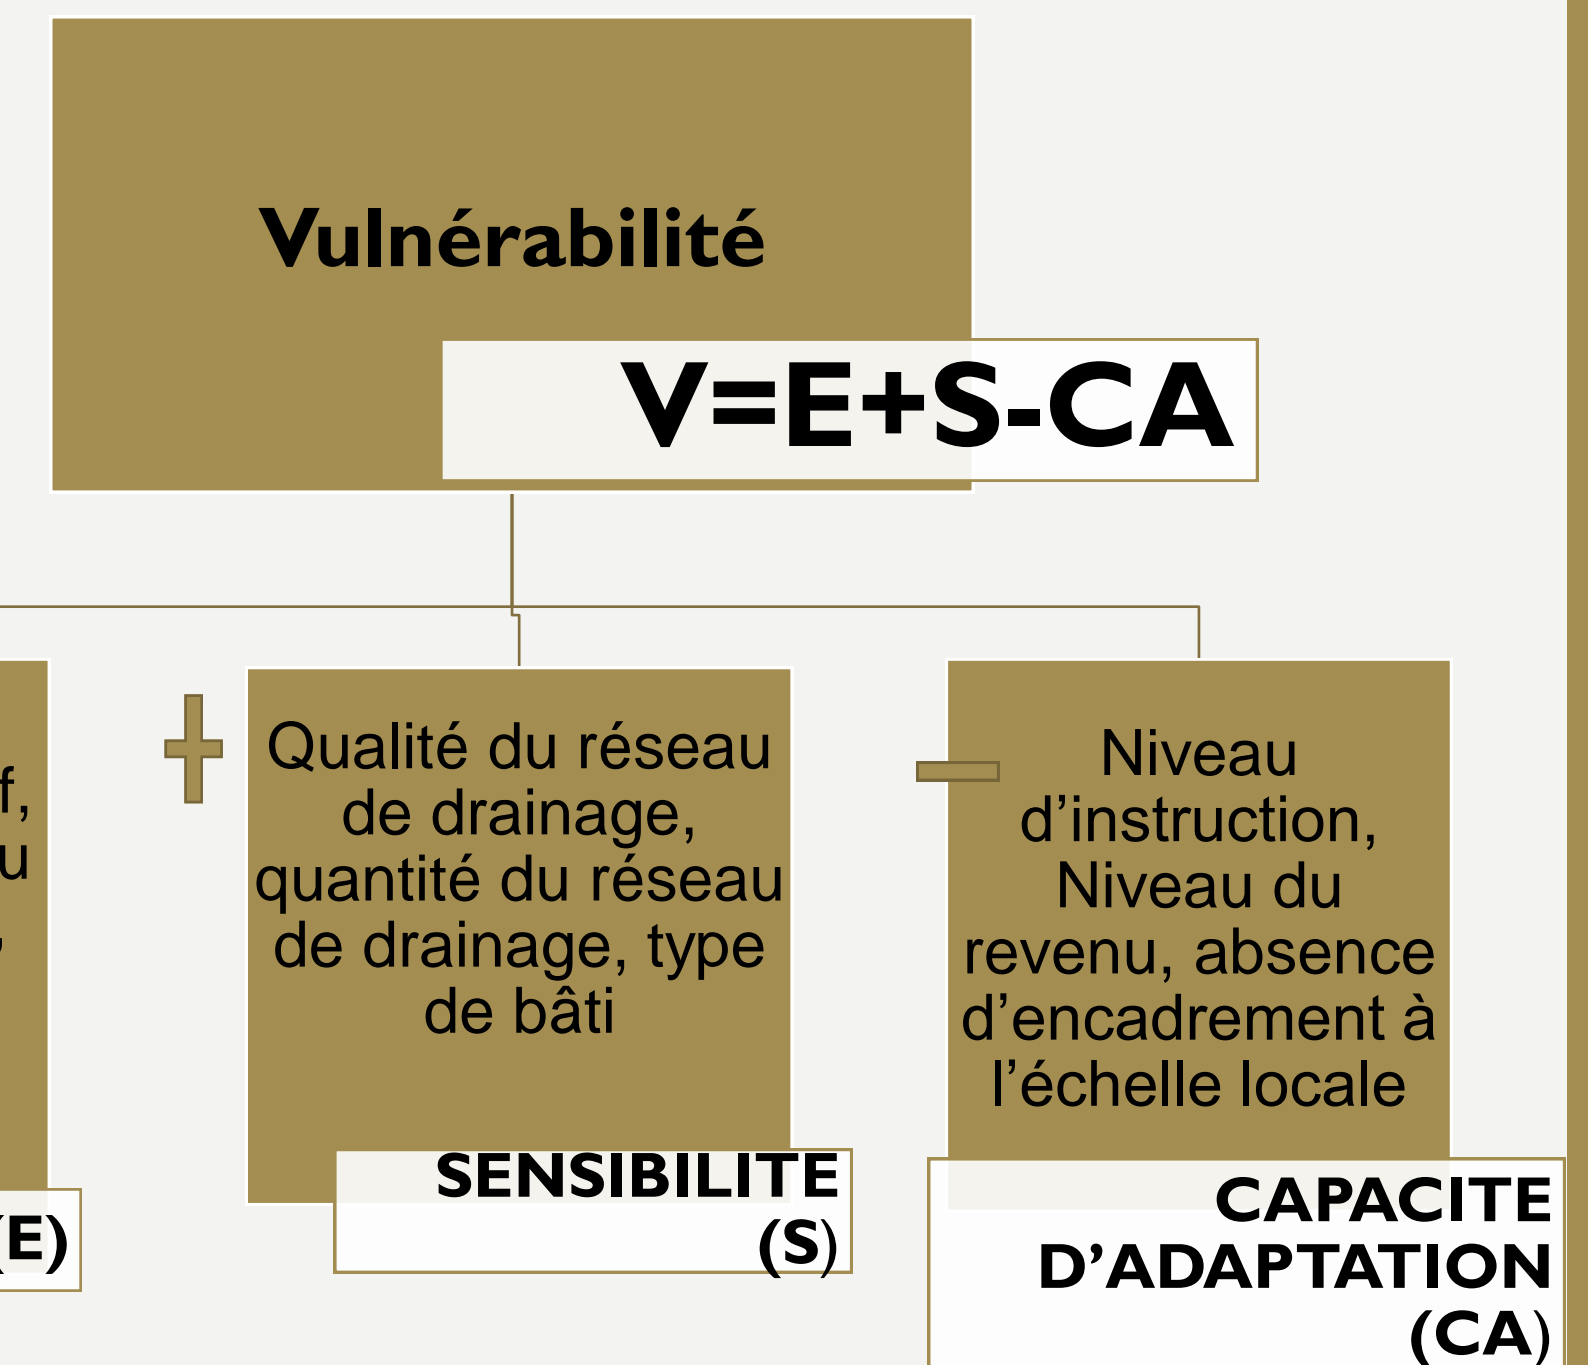 Vulnérabilité
V=E+S-CA
(E)
Qualité du réseau
de drainage,
quantité du réseau
de drainage, type
de bâti
SENSIBILITE
(S)
Niveau
d’instruction,
Niveau du
revenu, absence
d’encadrement à
l’échelle locale
CAPACITE
D’ADAPTATION
(CA)